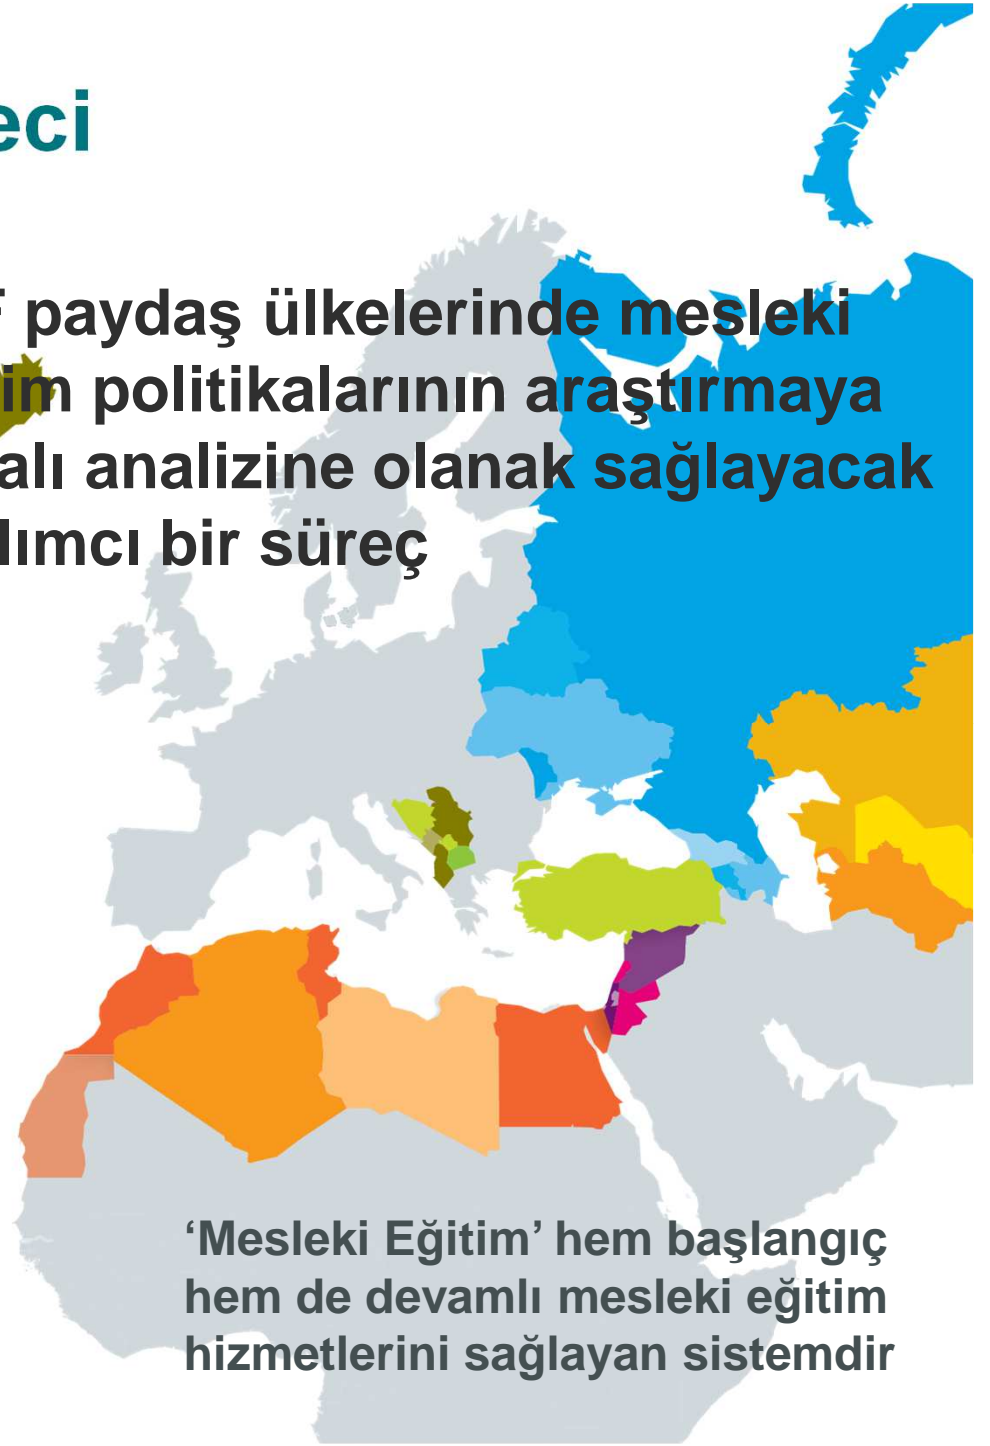 eci
F paydaş ülkelerinde mesleki
im politikalarının araştırmaya
alı analizine olanak sağlayacak
lımcı bir süreç
‘Mesleki Eğitim’ hem başlangıç
hem de devamlı mesleki eğitim
hizmetlerini sağlayan sistemdir